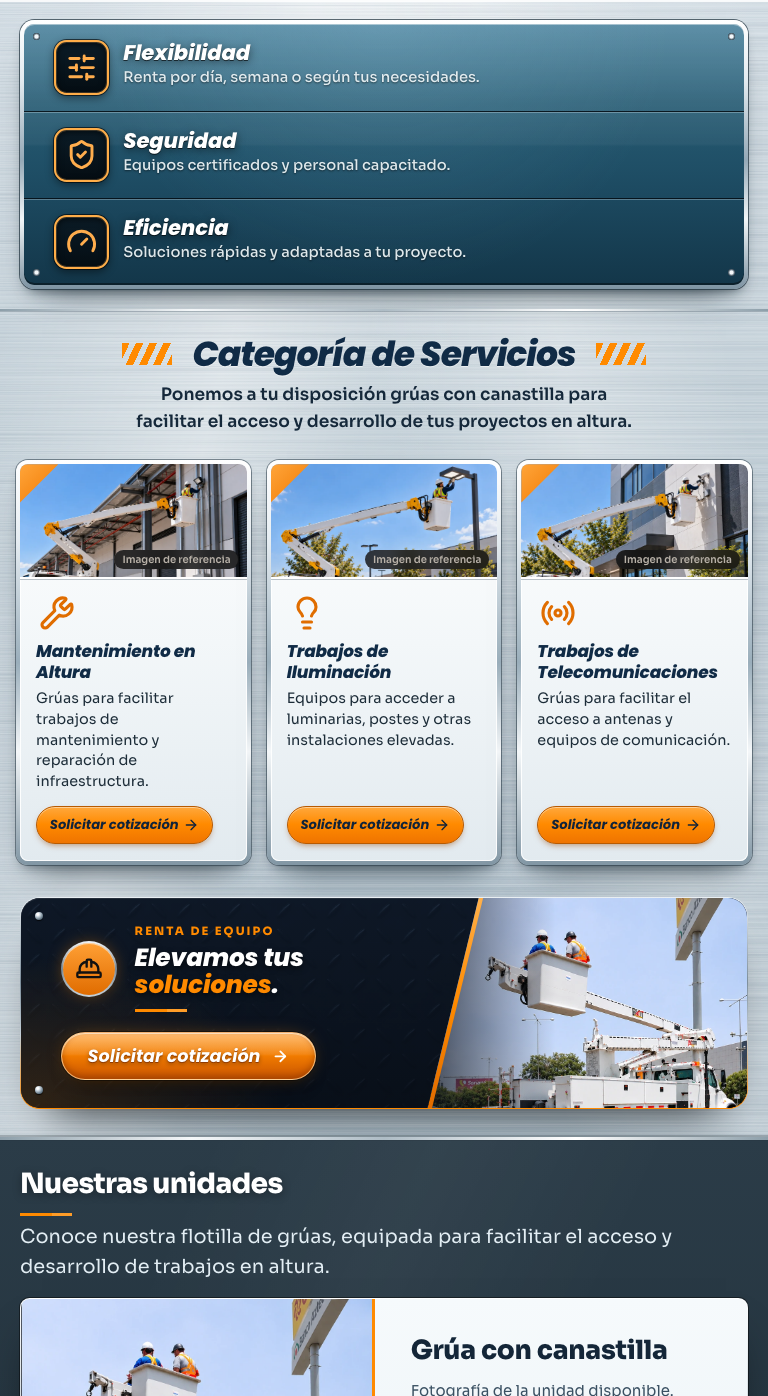 Flexibilidad
Renta por día, semana o según tus necesidades.
Seguridad
Equipos certificados y personal capacitado.
Eficiencia
Soluciones rápidas y adaptadas a tu proyecto.
Categoría de Servicios
Ponemos a tu disposición grúas con canastilla para
facilitar el acceso y desarrollo de tus proyectos en altura.
Imagen de referencia
Mantenimiento en
Altura
Grúas para facilitar
trabajos de
mantenimiento y
reparación de
infraestructura.
Solicitar cotización →
Imagen de referencia
Trabajos de
Iluminación
Equipos para acceder a
luminarias, postes y otras
instalaciones elevadas.
Solicitar cotización →
Imagen de referencia
Trabajos de
Telecomunicaciones
Grúas para facilitar el
acceso a antenas y
equipos de comunicación.
Solicitar cotización →
RENTA DE EQUIPO
Elevamos tus
soluciones.
Solicitar cotización →
Nuestras unidades
Conoce nuestra flotilla de grúas, equipada para facilitar el acceso y
desarrollo de trabajos en altura.
Grúa con canastilla
Fotografía de la unidad disponible.